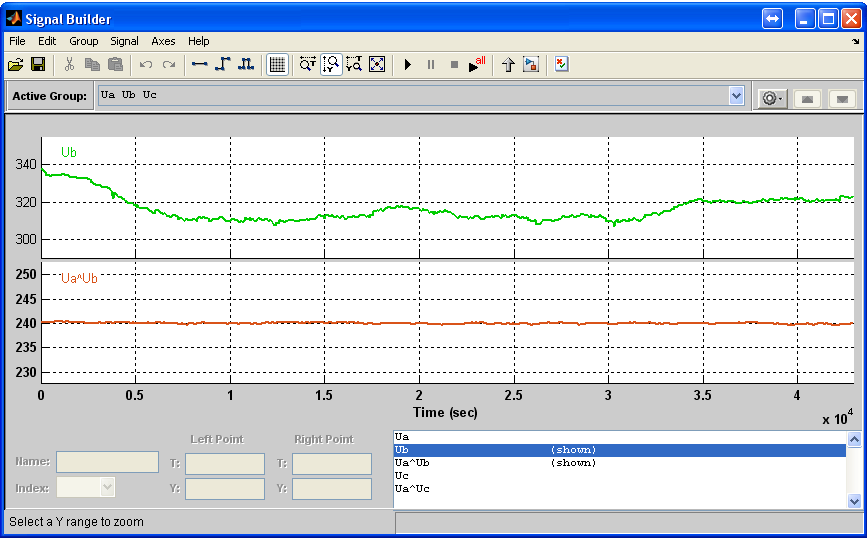 Signal Builder
File Edit Group Signal Axes Help
all
Active Group: Ua Ub Uc
Ub
340
320
300
Ua^Ub
250
245
240
235
230
0 0.5 1 1.5 2 2.5 3 3.5 4
Time (sec)
x 10^4
Left Point Right Point
Name: T: T:
Index: Y: Y:
Ua
Ub (shown)
Ua^Ub (shown)
Uc
Ua^Uc
Select a Y range to zoom